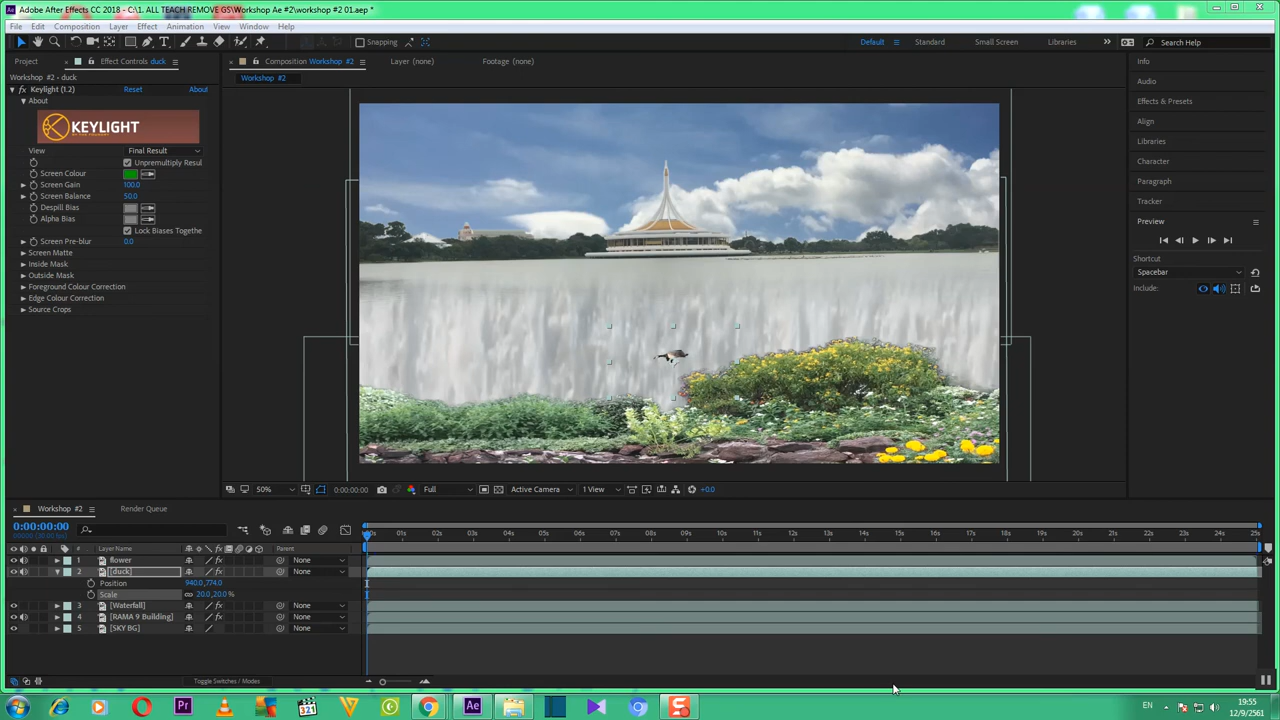 Adobe After Effects CC 2018 - C:\1. ALL TEACH REMOVE GS\Workshop Ae #2\workshop #2 01.aep *
File Edit Composition Layer Effect Animation View Window Help
Snapping Default Standard Small Screen Libraries Search Help
Project Effect Controls duck Composition Workshop #2 Layer (none) Footage (none) Info
Workshop #2 • duck Workshop #2
Audio
Keylight (1.2) Reset About
About
Effects & Presets
KEYLIGHT
Align
Libraries
View Final Result
Unpremultiply Resul
Character
Screen Colour
Screen Gain 100.0
Paragraph
Screen Balance 50.0
Tracker
Despill Bias
Alpha Bias
Preview
Lock Biases Togethe
Screen Pre-blur 0.0
Screen Matte
Shortcut
Inside Mask
Spacebar
Outside Mask
Foreground Colour Correction
Include:
Edge Colour Correction
Source Crops
50% 0:00:00:00 Full Active Camera 1 View +0.0
Workshop #2 Render Queue
0:00:00:00
00000 (30.00 fps)
:00s 01s 02s 03s 04s 05s 06s 07s 08s 09s 10s 11s 12s 13s 14s 15s 16s 17s 18s 19s 20s 21s 22s 23s 24s 25s
# Layer Name Parent
1 flower None
2 [duck] None
Position 940.0,774.0
Scale 20.0,20.0 %
3 [Waterfall] None
4 [RAMA 9 Building] None
5 [SKY BG] None
Toggle Switches / Modes
Pr 321 Ae EN 19:55
12/9/2561